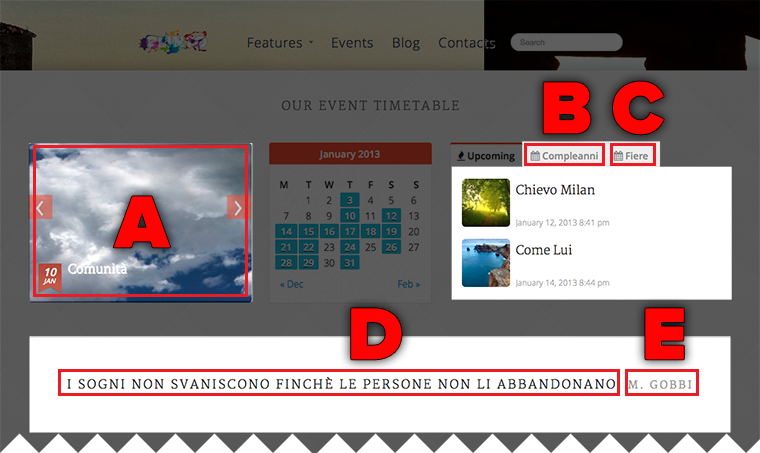 Features Events Blog Contacts Search
OUR EVENT TIMETABLE
B C
January 2013
Upcoming Compleanni Fiere
M T W T F S S
1 2 3 4 5 6
7 8 9 10 11 12 13
14 15 16 17 18 19 20
21 22 23 24 25 26 27
28 29 30 31
« Dec Feb »
A
10
JAN
Comunità
Chievo Milan
January 12, 2013 8:41 pm
Come Lui
January 14, 2013 8:44 pm
D E
I SOGNI NON SVANISCONO FINCHÈ LE PERSONE NON LI ABBANDONANO M. GOBBI